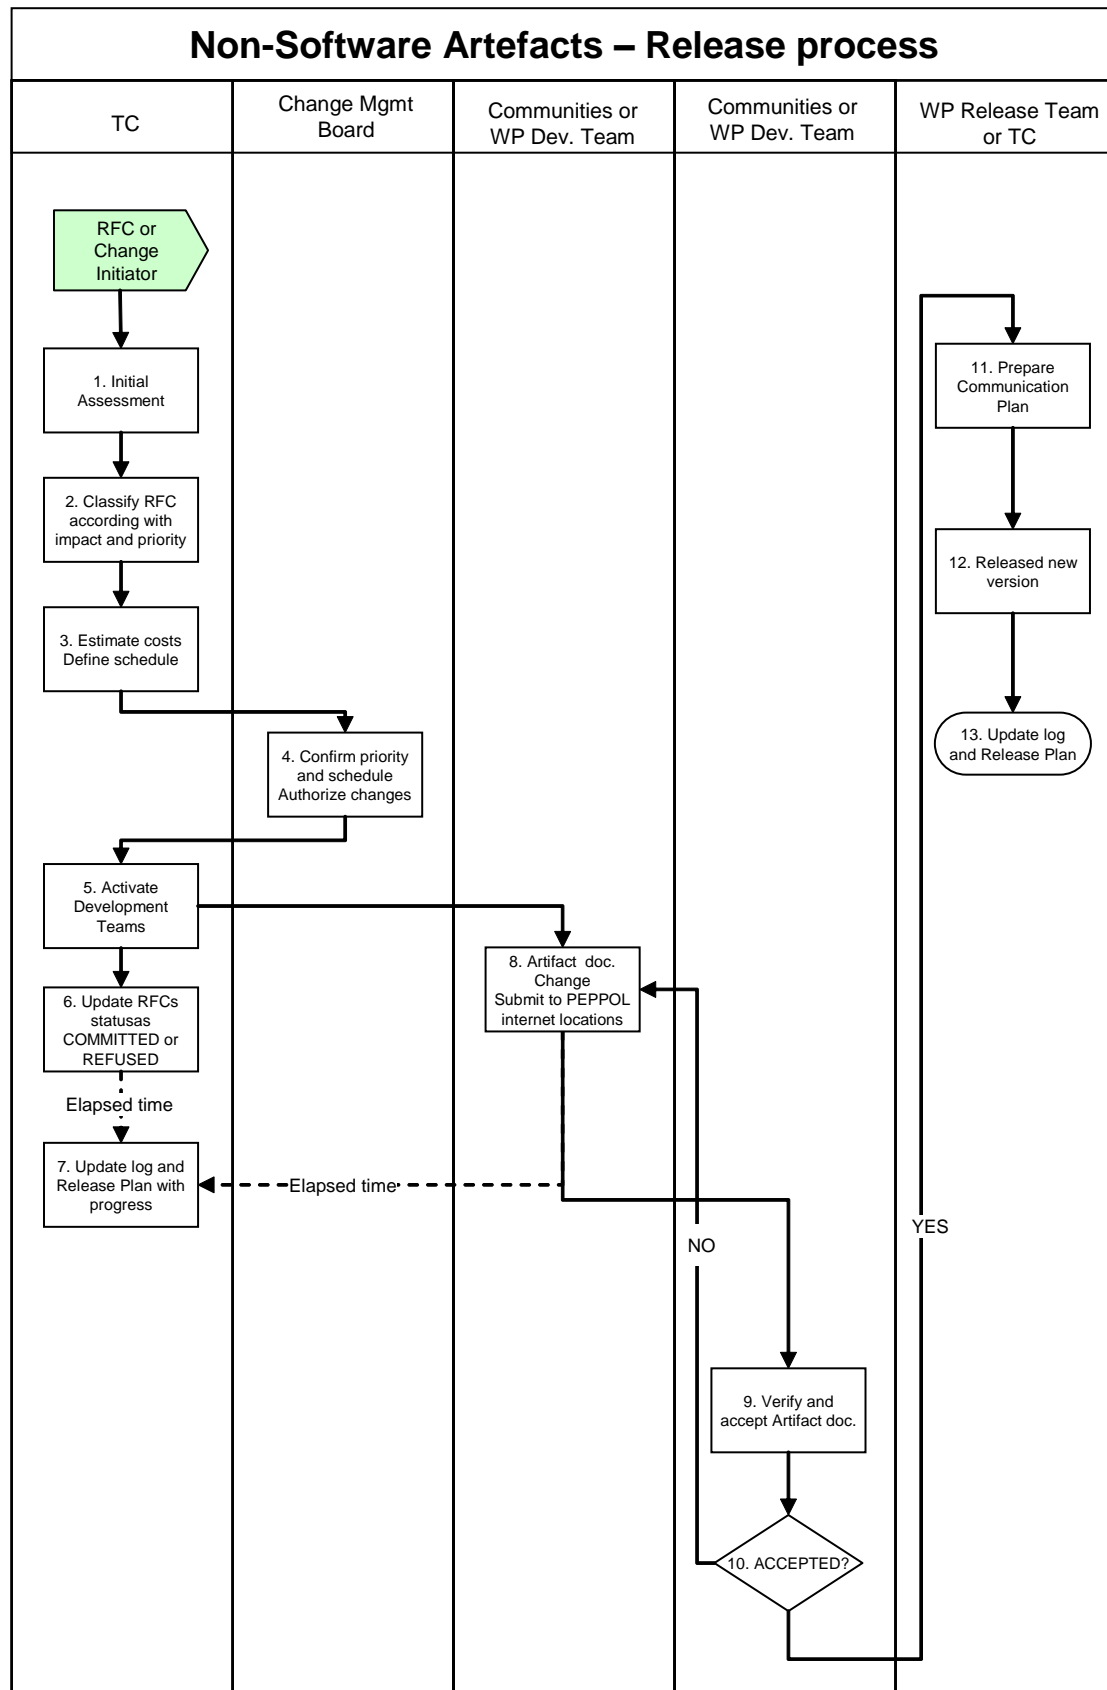 Non-Software Artefacts – Release process
TC
Change Mgmt
Board
Communities or
WP Dev. Team
Communities or
WP Dev. Team
WP Release Team
or TC
RFC or
Change
Initiator
1. Initial
Assessment
2. Classify RFC
according with
impact and priority
3. Estimate costs
Define schedule
4. Confirm priority
and schedule
Authorize changes
5. Activate
Development
Teams
6. Update RFCs
statusas
COMMITTED or
REFUSED
Elapsed time
7. Update log and
Release Plan with
progress
8. Artifact doc.
Change
Submit to PEPPOL
internet locations
Elapsed time
NO
9. Verify and
accept Artifact doc.
10. ACCEPTED?
YES
11. Prepare
Communication
Plan
12. Released new
version
13. Update log
and Release Plan